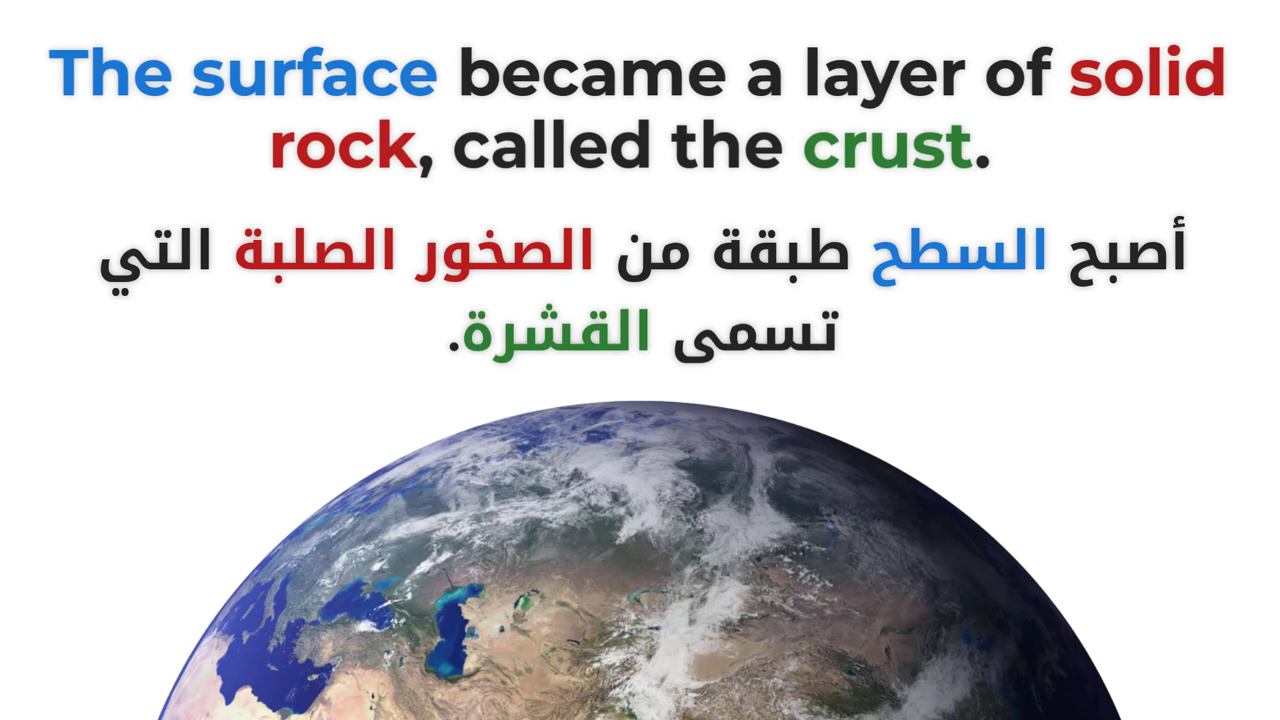 The surface became a layer of solid
rock, called the crust.
أصبح السطح طبقة من الصخور الصلبة التي
تسمى القشرة.